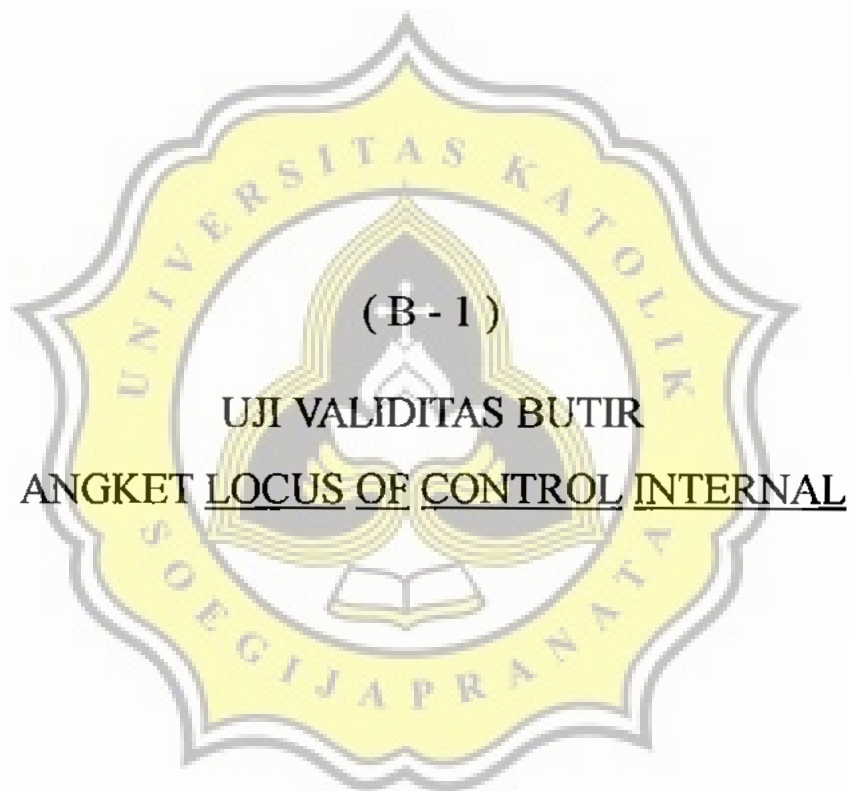 UNIVERSITAS KATOLIK
( B - 1 )
UJI VALIDITAS BUTIR
ANGKET LOCUS OF CONTROL INTERNAL
SOEGIJAPRANATA